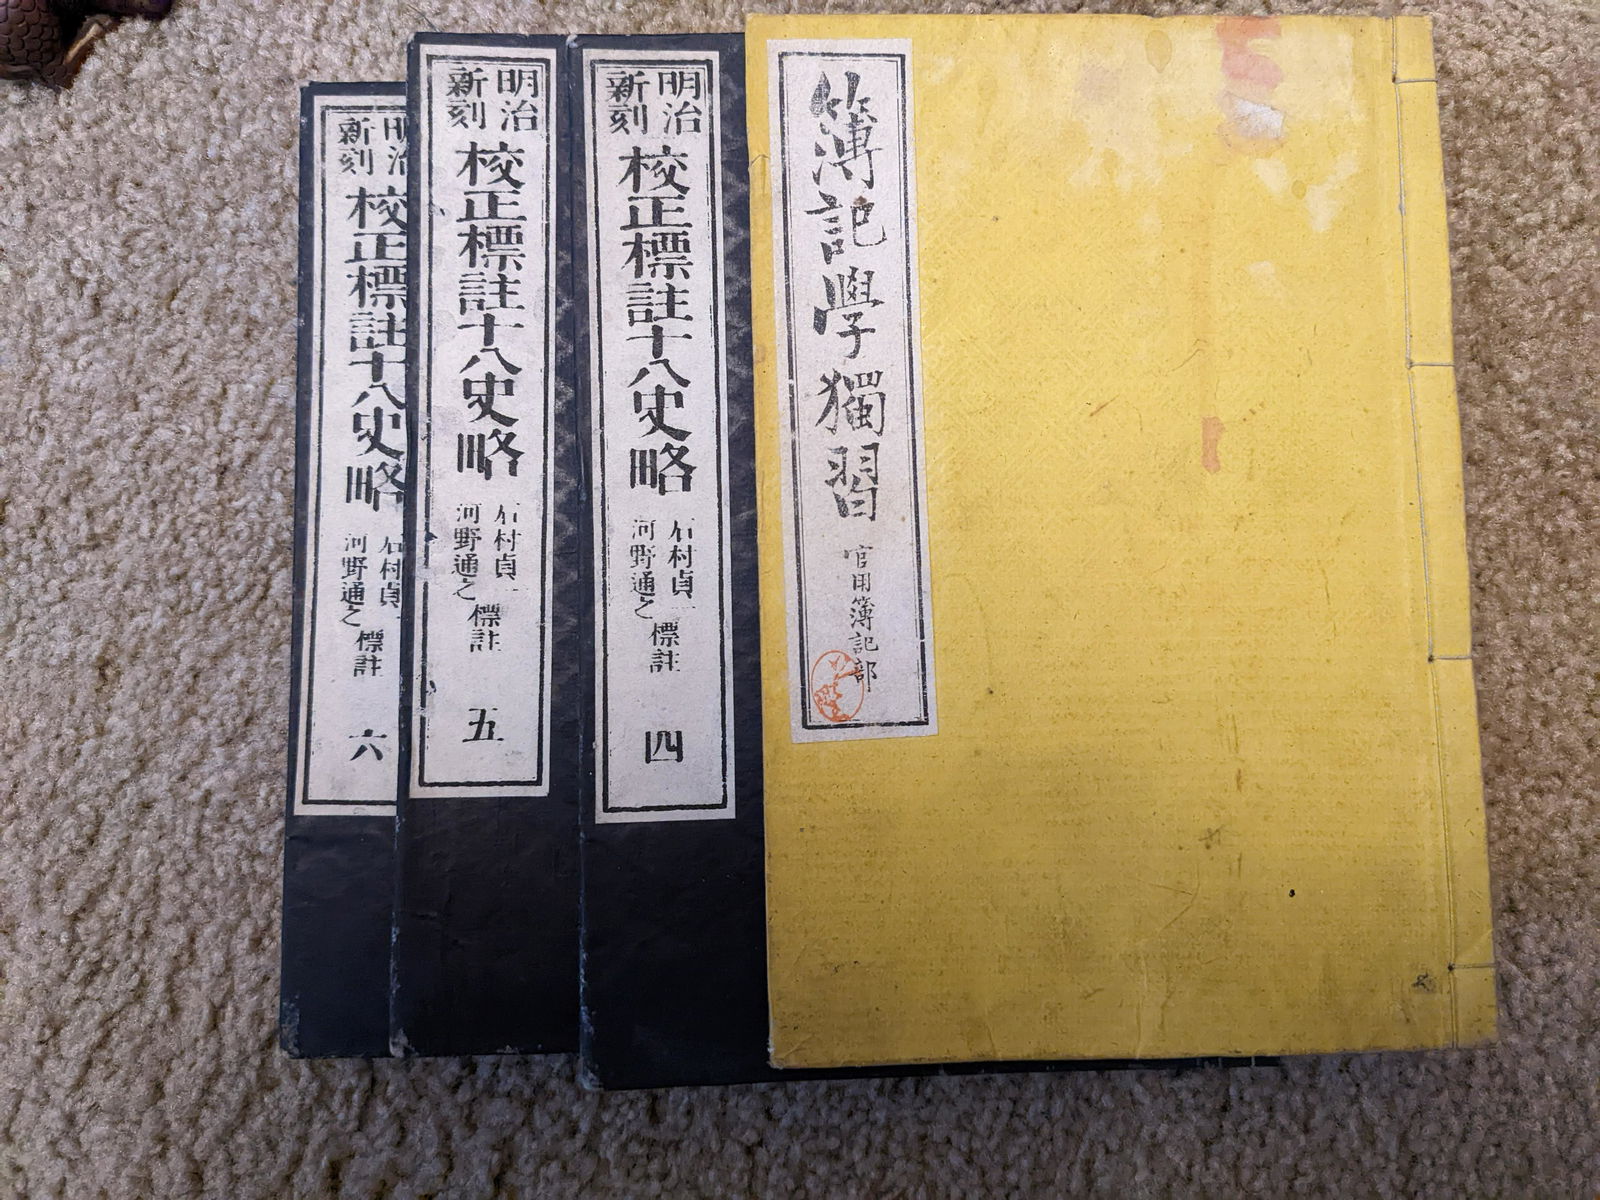 簿記學獨習
官用簿記部
明治
新刻
校正標註十八史略
石村貞一
河野通之
標註
四
明治
新刻
校正標註十八史略
石村貞一
河野通之
標註
五
明治
新刻
校正標註十八史略
石村貞一
河野通之
標註
六